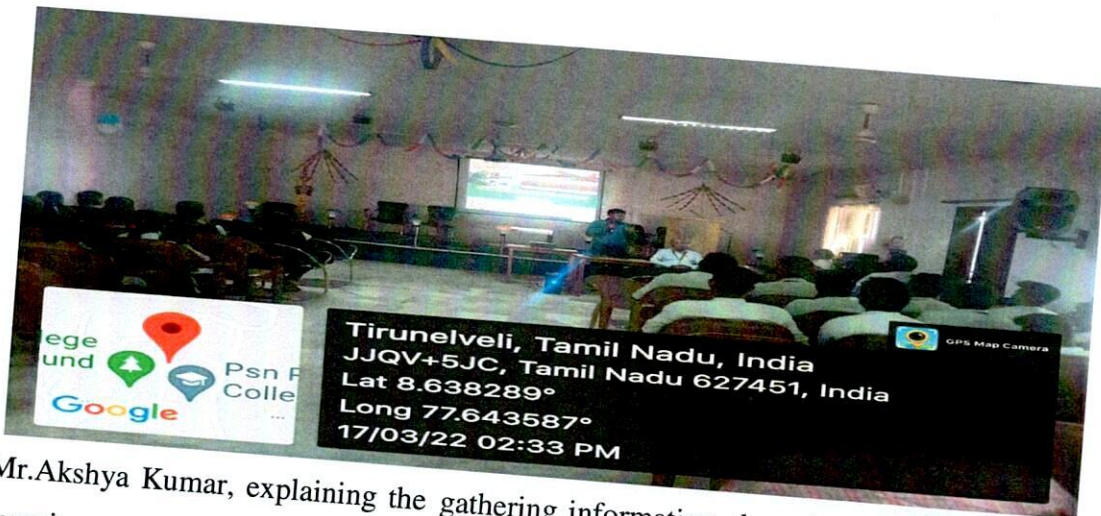 ege
und
Psn P
Colle
...
Google
Tirunelveli, Tamil Nadu, India
JJQV+5JC, Tamil Nadu 627451, India
Lat 8.638289°
Long 77.643587°
17/03/22 02:33 PM
GPS Map Camera
Mr.Akshya Kumar, explaining the gathering information